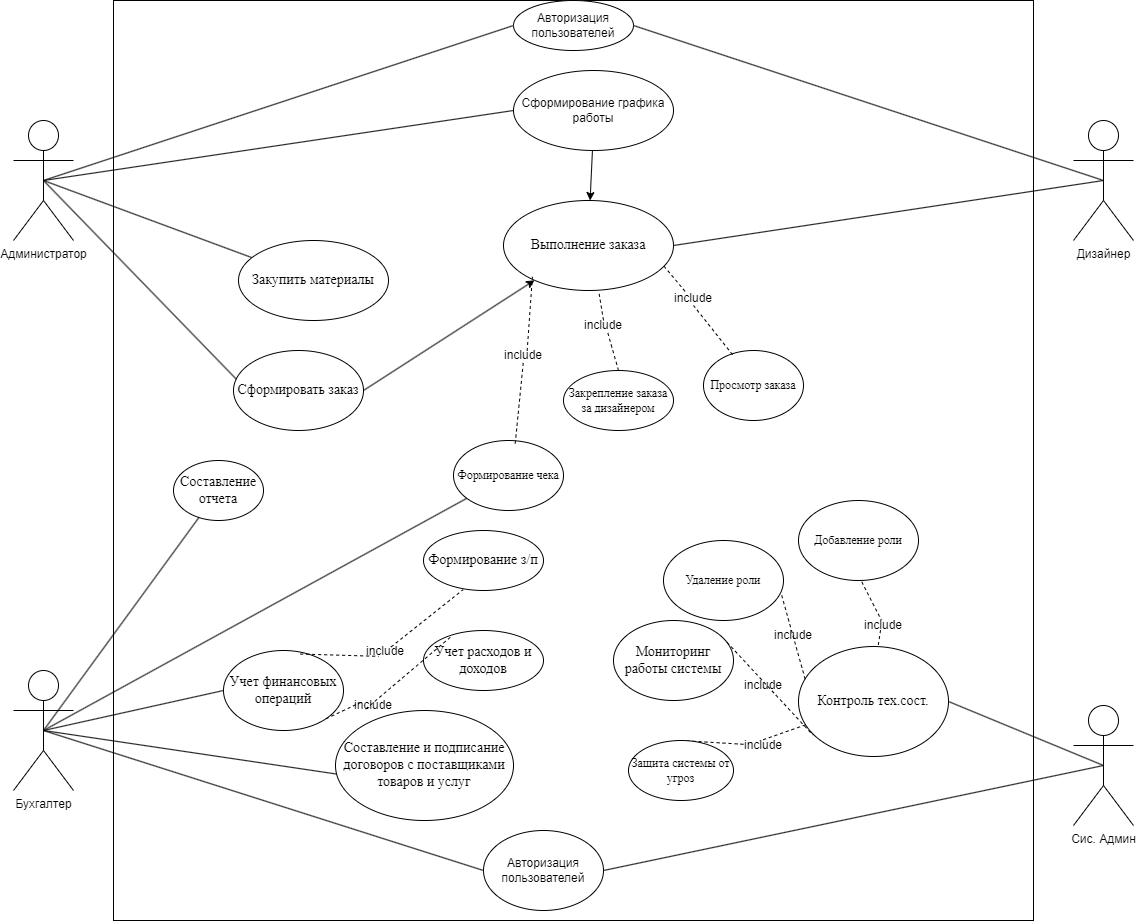 Авторизация
пользователей
Сформирование графика
работы
Администратор
Дизайнер
Выполнение заказа
Закупить материалы
include
include
include
Сформировать заказ
Закрепление заказа
за дизайнером
Просмотр заказа
Формирование чека
Составление
отчета
Формирование з/п
Добавление роли
Удаление роли
include
include
include
Учет расходов и
доходов
Мониторинг
работы системы
Учет финансовых
операций
include
include
include
Контроль тех.сост.
Составление и подписание
договоров с поставщиками
товаров и услуг
include
Защита системы от
угроз
Бухгалтер
Сис. Админ
Авторизация
пользователей